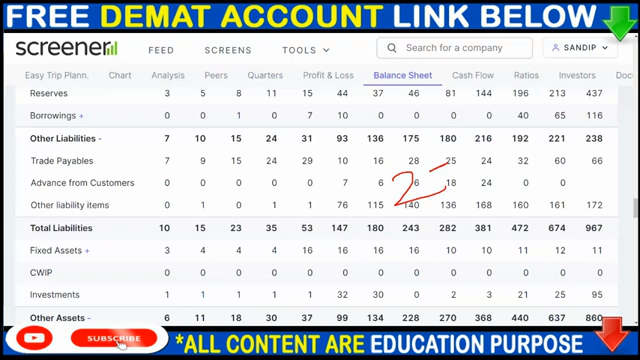 FREE DEMAT ACCOUNT LINK BELOW
screener
FEED SCREENS TOOLS Search for a company SANDIP
Easy Trip Plann. Chart Analysis Peers Quarters Profit & Loss Balance Sheet Cash Flow Ratios Investors Doc
Reserves 3 5 8 11 15 44 37 46 81 144 196 213 437
Borrowings + 0 0 1 0 7 10 0 0 0 0 40 65 116
Other Liabilities - 7 10 15 24 31 93 136 175 180 216 192 221 238
Trade Payables 7 9 15 24 29 10 16 28 25 24 32 60 66
Advance from Customers 0 0 0 0 0 7 6 6 18 24 0 0
Other liability items 0 1 0 1 1 76 115 140 136 168 160 161 172
Total Liabilities 10 15 23 35 53 147 180 243 282 381 472 674 967
Fixed Assets + 3 4 4 4 16 16 16 16 10 10 11 12 11
CWIP 0 0 0 0 0 0 0 0 0 0 0 0 0
Investments 1 1 1 1 1 32 30 0 2 3 21 25 95
Other Assets - 6 11 18 30 37 99 134 228 270 368 440 637 860
SUBSCRIBE *ALL CONTENT ARE EDUCATION PURPOSE